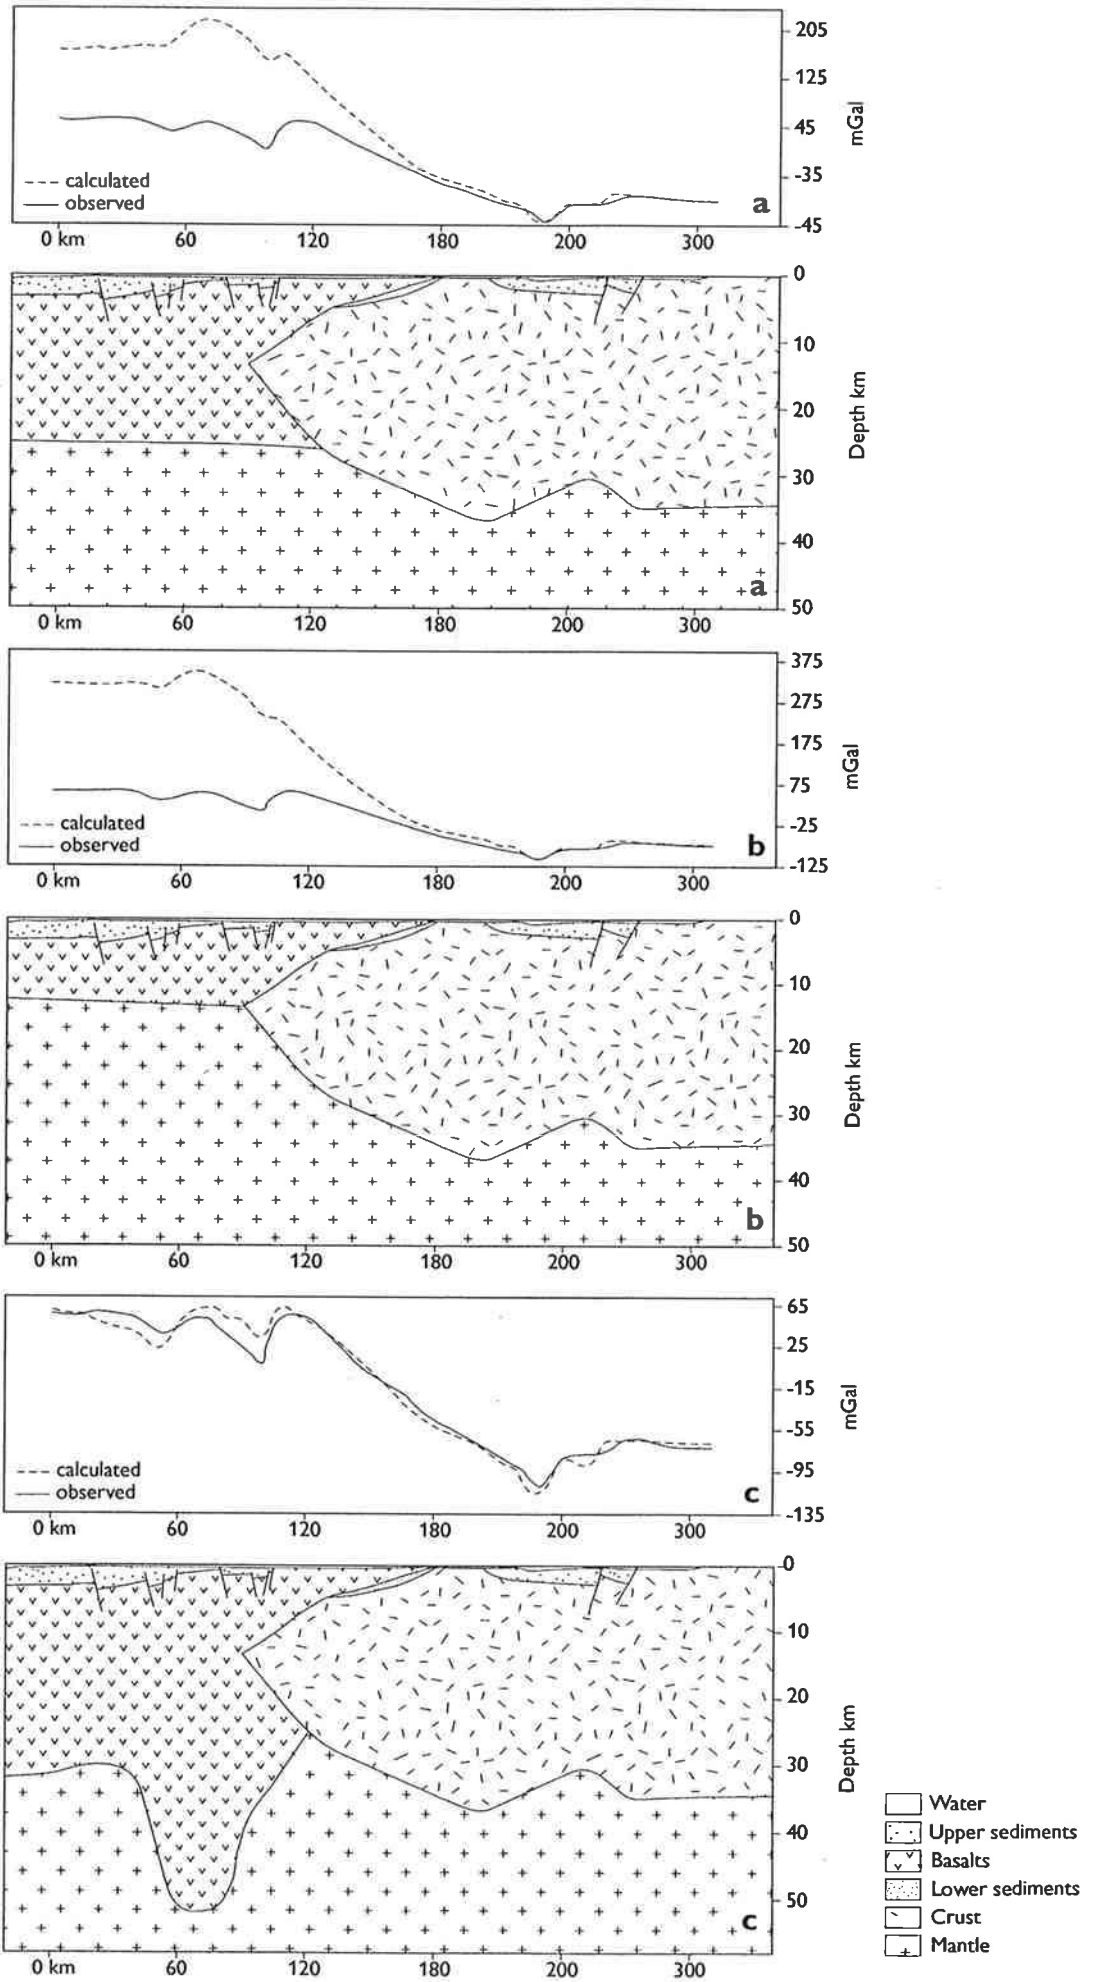 205
125
45
-35
-45
mGal
--- calculated
— observed
a
0 km 60 120 180 200 300
0
10
20
30
40
50
Depth km
a
0 km 60 120 180 200 300
375
275
175
75
-25
-125
mGal
--- calculated
— observed
b
0 km 60 120 180 200 300
0
10
20
30
40
50
Depth km
b
0 km 60 120 180 200 300
65
25
-15
-55
-95
-135
mGal
--- calculated
— observed
c
0 km 60 120 180 200 300
0
10
20
30
40
50
Depth km
c
0 km 60 120 180 200 300
Water
Upper sediments
Basalts
Lower sediments
Crust
Mantle